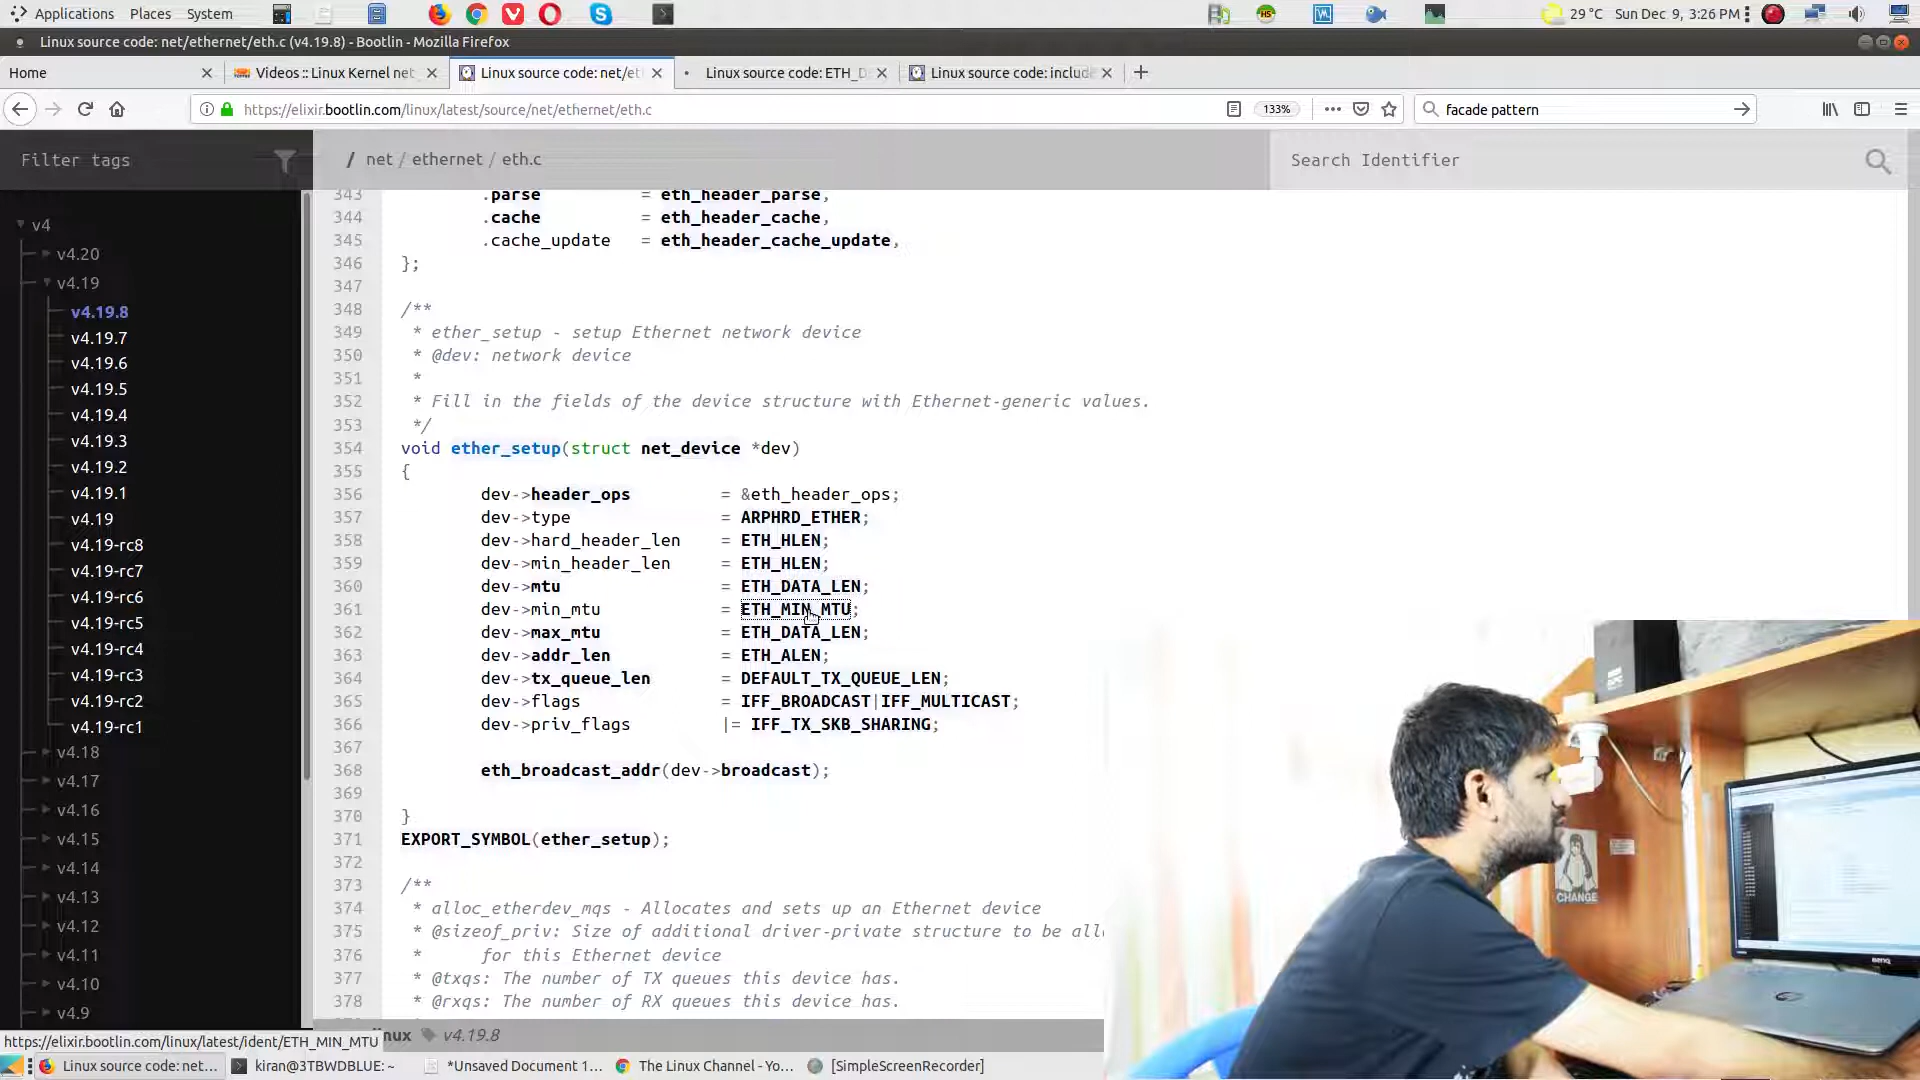 Applications Places System 29 °C Sun Dec 9, 3:26 PM
Linux source code: net/ethernet/eth.c (v4.19.8) - Bootlin - Mozilla Firefox
Home Videos :: Linux Kernel net Linux source code: net/et Linux source code: ETH_D Linux source code: includ
https://elixir.bootlin.com/linux/latest/source/net/ethernet/eth.c 133% facade pattern
Filter tags / net / ethernet / eth.c Search Identifier
v4
v4.20
v4.19
v4.19.8
v4.19.7
v4.19.6
v4.19.5
v4.19.4
v4.19.3
v4.19.2
v4.19.1
v4.19
v4.19-rc8
v4.19-rc7
v4.19-rc6
v4.19-rc5
v4.19-rc4
v4.19-rc3
v4.19-rc2
v4.19-rc1
v4.18
v4.17
v4.16
v4.15
v4.14
v4.13
v4.12
v4.11
v4.10
v4.9
343 .parse = eth_header_parse,
344 .cache = eth_header_cache,
345 .cache_update = eth_header_cache_update,
346 };
347
348 /**
349 * ether_setup - setup Ethernet network device
350 * @dev: network device
351 *
352 * Fill in the fields of the device structure with Ethernet-generic values.
353 */
354 void ether_setup(struct net_device *dev)
355 {
356 dev->header_ops = &eth_header_ops;
357 dev->type = ARPHRD_ETHER;
358 dev->hard_header_len = ETH_HLEN;
359 dev->min_header_len = ETH_HLEN;
360 dev->mtu = ETH_DATA_LEN;
361 dev->min_mtu = ETH_MIN_MTU;
362 dev->max_mtu = ETH_DATA_LEN;
363 dev->addr_len = ETH_ALEN;
364 dev->tx_queue_len = DEFAULT_TX_QUEUE_LEN;
365 dev->flags = IFF_BROADCAST|IFF_MULTICAST;
366 dev->priv_flags |= IFF_TX_SKB_SHARING;
367
368 eth_broadcast_addr(dev->broadcast);
369
370 }
371 EXPORT_SYMBOL(ether_setup);
372
373 /**
374 * alloc_etherdev_mqs - Allocates and sets up an Ethernet device
375 * @sizeof_priv: Size of additional driver-private structure to be all
376 * for this Ethernet device
377 * @txqs: The number of TX queues this device has.
378 * @rxqs: The number of RX queues this device has.
CHANGE
benq
https://elixir.bootlin.com/linux/latest/ident/ETH_MIN_MTU nux v4.19.8
Linux source code: net... kiran@3TBWDBLUE: ~ *Unsaved Document 1... The Linux Channel - Yo... [SimpleScreenRecorder]